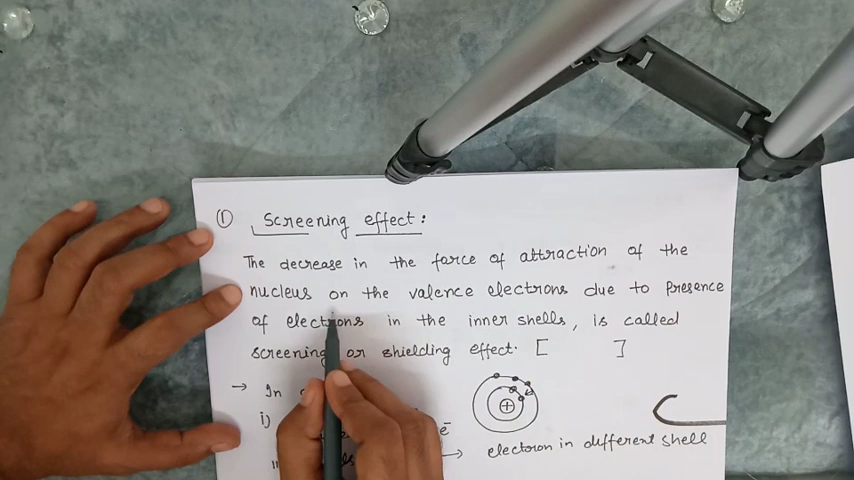 ① Screening effect:
The decrease in the force of attraction of the
nucleus on the valence electrons due to presence
of electrons in the inner shells, is called
screening or shielding effect. [ ]
→ In
i) ē
→ electron in different shell